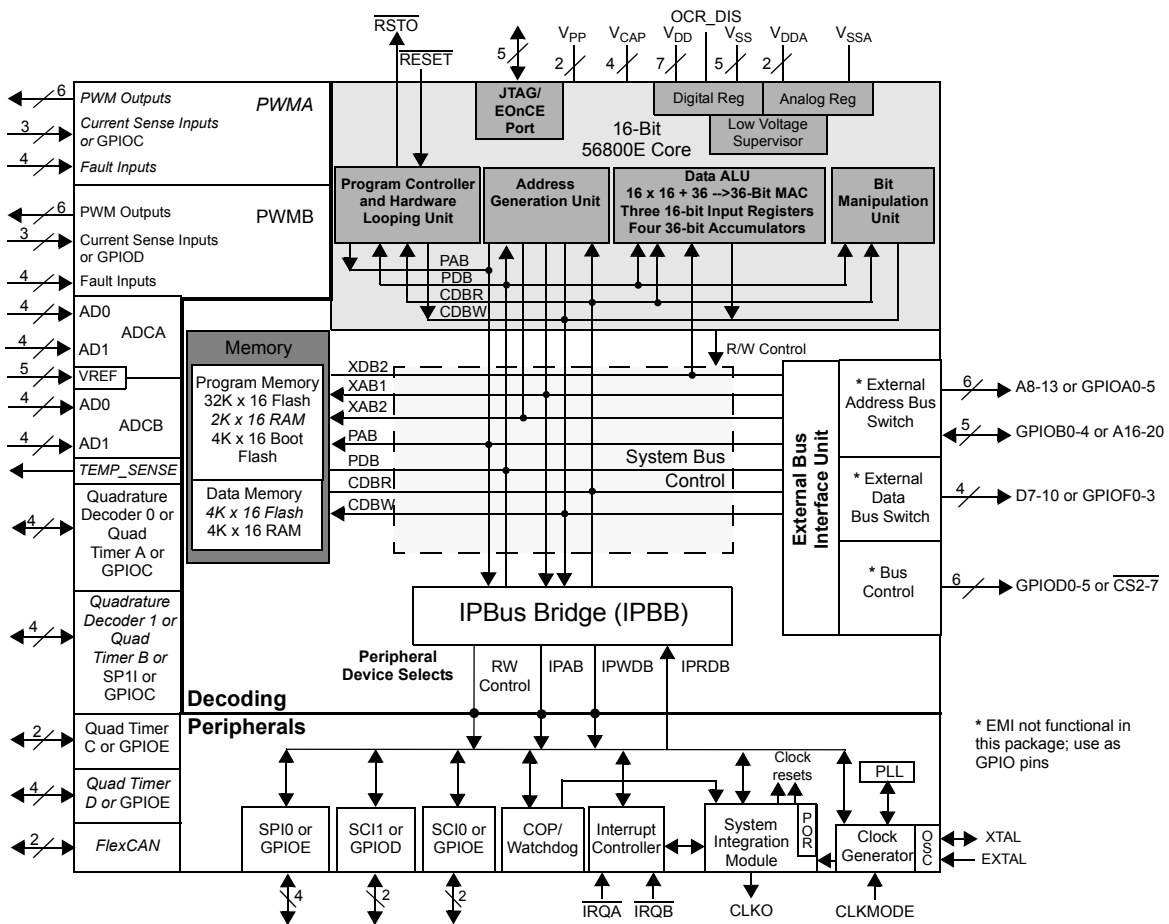 RSTO
RESET
5
VPP
2
VCAP
4
VDD
7
OCR_DIS
VSS
5
VDDA
2
VSSA
JTAG/
EOnCE
Port
Digital Reg
Analog Reg
Low Voltage
Supervisor
16-Bit
56800E Core
Program Controller
and Hardware
Looping Unit
Address
Generation Unit
Data ALU
16 x 16 + 36 -->36-Bit MAC
Three 16-bit Input Registers
Four 36-bit Accumulators
Bit
Manipulation
Unit
PAB
PDB
CDBR
CDBW
6
PWM Outputs
PWMA
3
Current Sense Inputs
or GPIOC
4
Fault Inputs
6
PWM Outputs
PWMB
3
Current Sense Inputs
or GPIOD
4
Fault Inputs
4
AD0
ADCA
4
AD1
5
VREF
4
AD0
ADCB
4
AD1
TEMP_SENSE
4
Quadrature
Decoder 0 or
Quad
Timer A or
GPIOC
4
Quadrature
Decoder 1 or
Quad
Timer B or
SP1I or
GPIOC
2
Quad Timer
C or GPIOE
4
Quad Timer
D or GPIOE
2
FlexCAN
Memory
Program Memory
32K x 16 Flash
2K x 16 RAM
4K x 16 Boot
Flash
Data Memory
4K x 16 Flash
4K x 16 RAM
XDB2
XAB1
XAB2
PAB
PDB
CDBR
CDBW
System Bus
Control
R/W Control
External Bus
Interface Unit
* External
Address Bus
Switch
* External
Data
Bus Switch
* Bus
Control
6
A8-13 or GPIOA0-5
5
GPIOB0-4 or A16-20
4
D7-10 or GPIOF0-3
6
GPIOD0-5 or CS2-7
IPBus Bridge (IPBB)
Peripheral
Device Selects
RW
Control
IPAB
IPWDB
IPRDB
Decoding
Peripherals
* EMI not functional in
this package; use as
GPIO pins
Clock
resets
PLL
SPI0 or
GPIOE
SCI1 or
GPIOD
SCI0 or
GPIOE
COP/
Watchdog
Interrupt
Controller
System
Integration
Module
POR
Clock
Generator
OSC
XTAL
EXTAL
4
2
2
IRQA
IRQB
CLKO
CLKMODE